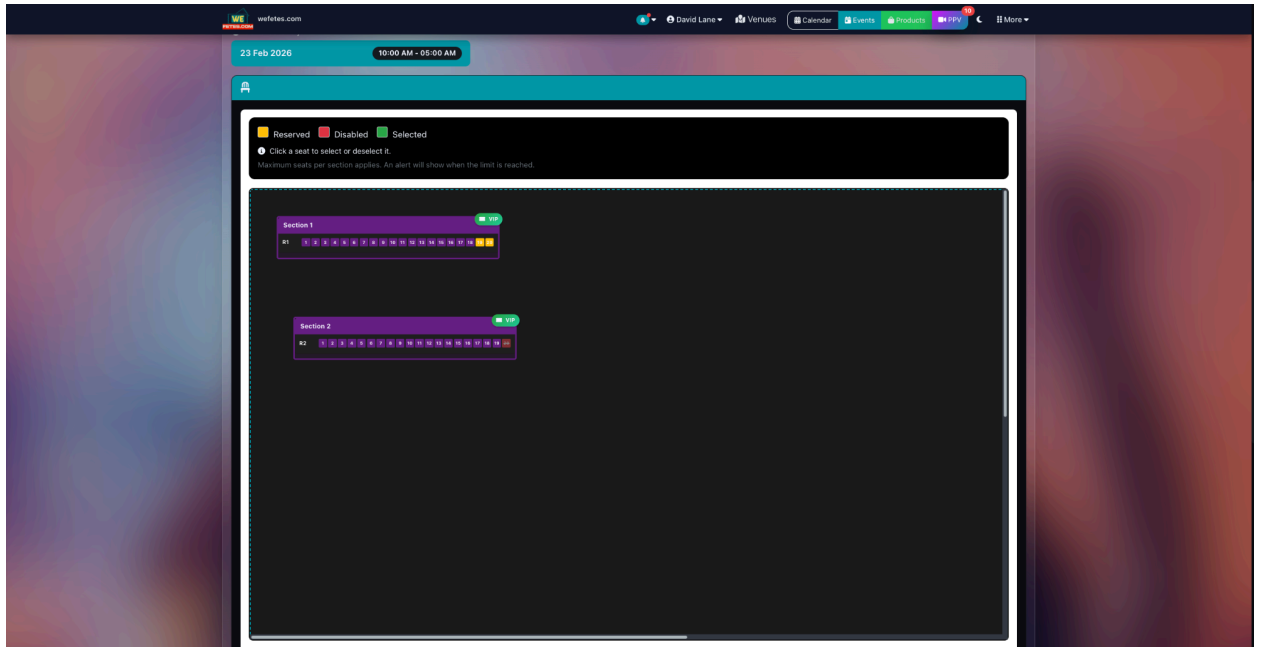 WE
FETES.COM
wefetes.com
David Lane
Venues
Calendar
Events
Products
PPV
10
More
23 Feb 2026
10:00 AM - 05:00 AM
Reserved
Disabled
Selected
Click a seat to select or deselect it.
Maximum seats per section applies. An alert will show when the limit is reached.
VIP
Section 1
R1 1 2 3 4 5 6 7 8 9 10 11 12 13 14 15 16 17 18
VIP
Section 2
R2 1 2 3 4 5 6 7 8 9 10 11 12 13 14 15 16 17 18 19